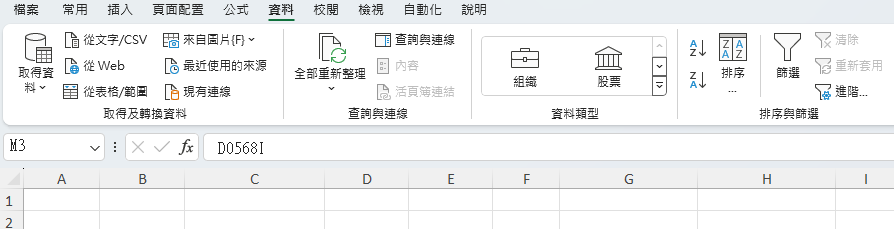 檔案 常用 插入 頁面配置 公式 資料 校閱 檢視 自動化 說明
從文字/CSV 來自圖片{F} 查詢與連線 清除
取得資料 從 Web 最近使用的來源 全部重新整理 內容 組織 股票 排序... 篩選 重新套用
從表格/範圍 現有連線 活頁簿連結 進階...
取得及轉換資料 查詢與連線 資料類型 排序與篩選
M3 fx D0568I
A B C D E F G H I
1
2